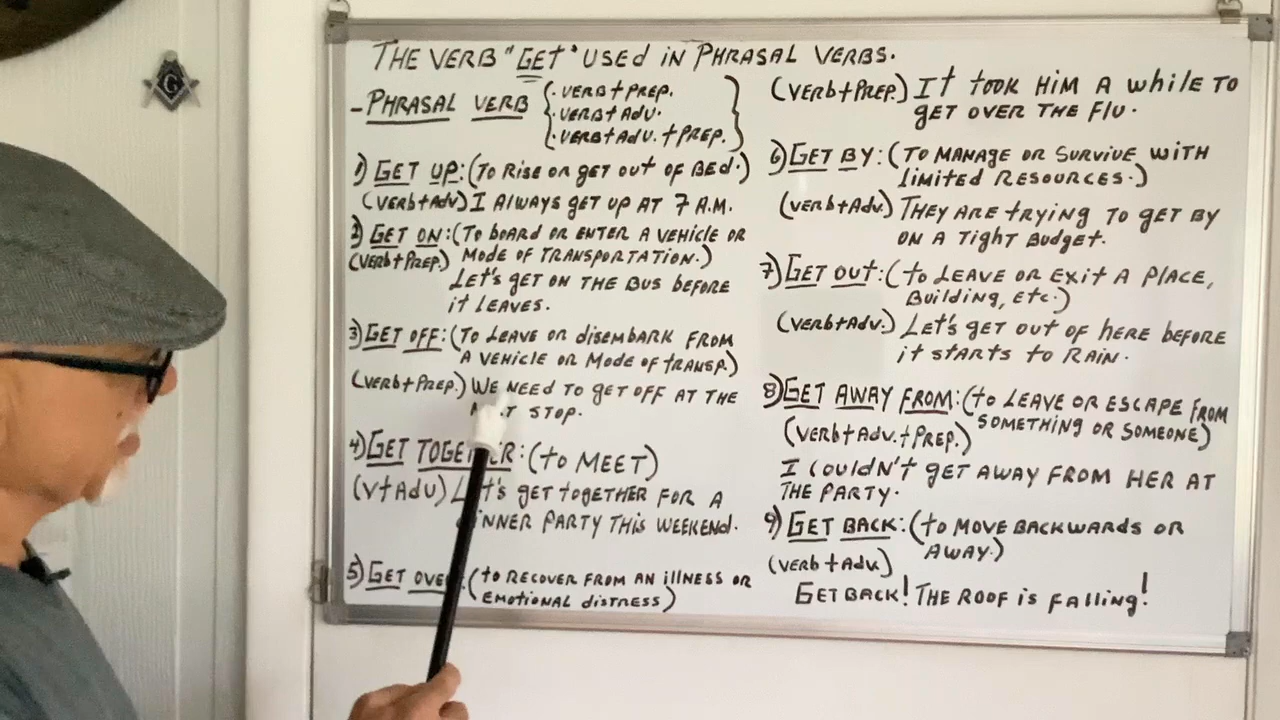 THE VERB "GET" USED IN PHRASAL VERBS.
- PHRASAL VERB
· VERB + PREP.
· VERB + ADV.
· VERB + ADV. + PREP.
1) GET UP: (TO RISE OR GET OUT OF BED.)
(VERB + ADV) I ALWAYS GET UP AT 7 A.M.
2) GET ON: (TO BOARD OR ENTER A VEHICLE OR
(VERB + PREP.) MODE OF TRANSPORTATION.)
LET'S GET ON THE BUS BEFORE
IT LEAVES.
3) GET OFF: (TO LEAVE OR DISEMBARK FROM
A VEHICLE OR MODE OF TRANSP.)
(VERB + PREP.) WE NEED TO GET OFF AT THE
STOP.
4) GET TOGETHER: (TO MEET)
(V + ADV) LET'S GET TOGETHER FOR A
DINNER PARTY THIS WEEKEND.
5) GET OVER: (TO RECOVER FROM AN ILLNESS OR
EMOTIONAL DISTRESS)
(VERB + PREP.) IT TOOK HIM A WHILE TO
GET OVER THE FLU.
6) GET BY: (TO MANAGE OR SURVIVE WITH
LIMITED RESOURCES.)
(VERB + ADV.) THEY ARE TRYING TO GET BY
ON A TIGHT BUDGET.
7) GET OUT: (TO LEAVE OR EXIT A PLACE,
BUILDING, ETC.)
(VERB + ADV.) LET'S GET OUT OF HERE BEFORE
IT STARTS TO RAIN.
8) GET AWAY FROM: (TO LEAVE OR ESCAPE FROM
SOMETHING OR SOMEONE)
(VERB + ADV. + PREP.)
I COULDN'T GET AWAY FROM HER AT
THE PARTY.
9) GET BACK: (TO MOVE BACKWARDS OR
AWAY.)
(VERB + ADV.)
GET BACK! THE ROOF IS FALLING!
G